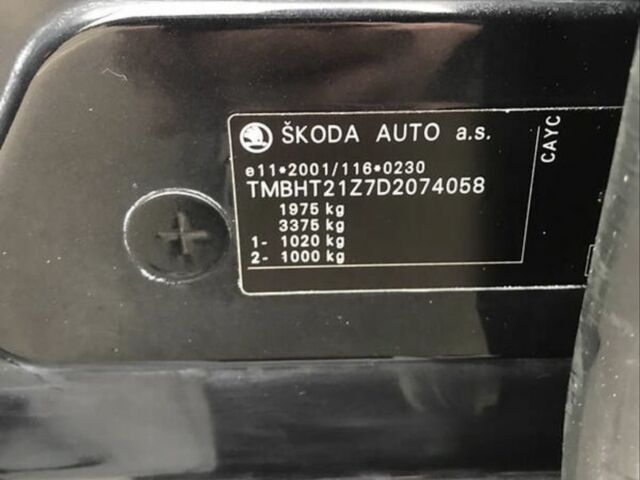 ŠKODA AUTO a.s.
e11*2001/116*0230
TMBHT21Z7D2074058
1975 kg
3375 kg
1- 1020 kg
2- 1000 kg
CAYC